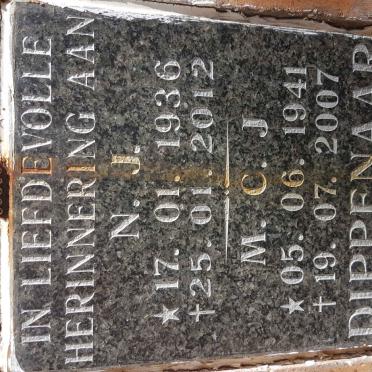 IN LIEFDEVOLLE
HERINNERING AAN
N. J.
★ 17. 01. 1936
† 25. 01. 2012
M. C. J
★ 05. 06. 1941
† 19. 07. 2007
DIPPENAAR